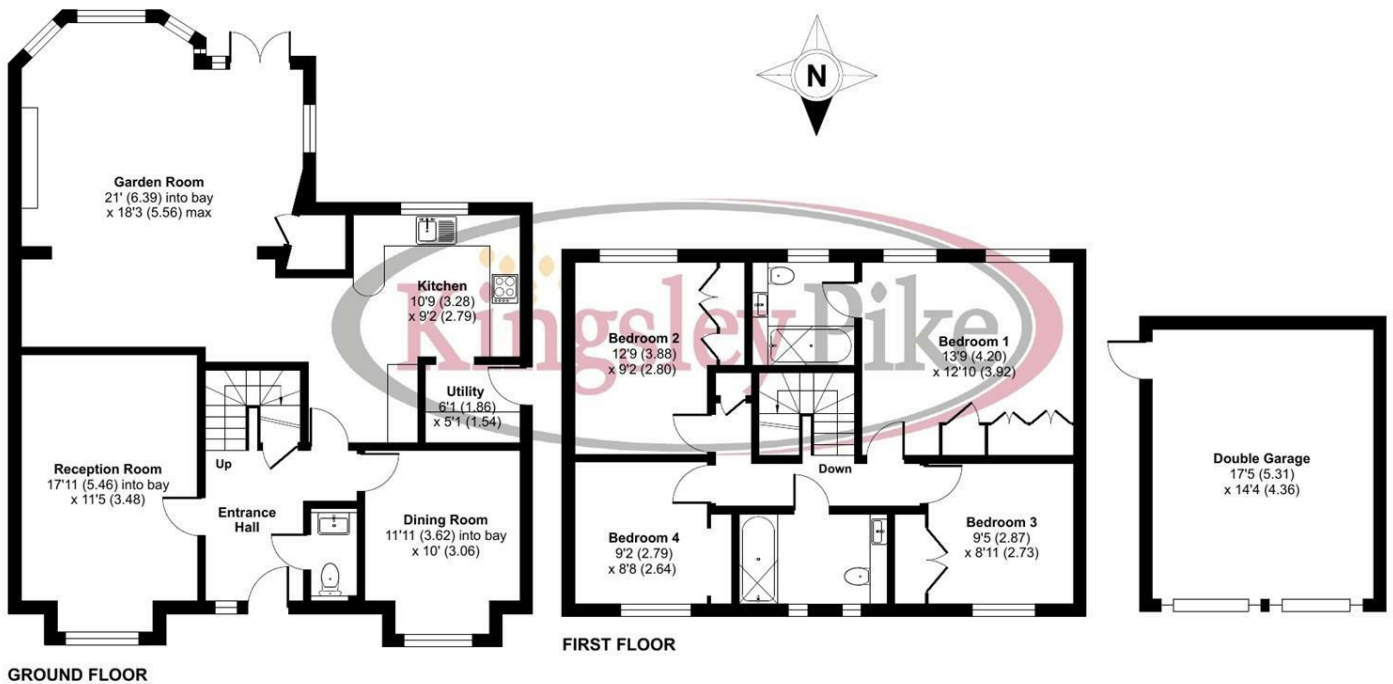 N
Garden Room
21' (6.39) into bay
x 18'3 (5.56) max
Kitchen
10'9 (3.28)
x 9'2 (2.79)
Utility
6'1 (1.86)
x 5'1 (1.54)
Reception Room
17'11 (5.46) into bay
x 11'5 (3.48)
Up
Entrance
Hall
Dining Room
11'11 (3.62) into bay
x 10' (3.06)
GROUND FLOOR
Kingsley Pike
Bedroom 2
12'9 (3.88)
x 9'2 (2.80)
Bedroom 1
13'9 (4.20)
x 12'10 (3.92)
Down
Bedroom 4
9'2 (2.79)
x 8'8 (2.64)
Bedroom 3
9'5 (2.87)
x 8'11 (2.73)
FIRST FLOOR
Double Garage
17'5 (5.31)
x 14'4 (4.36)